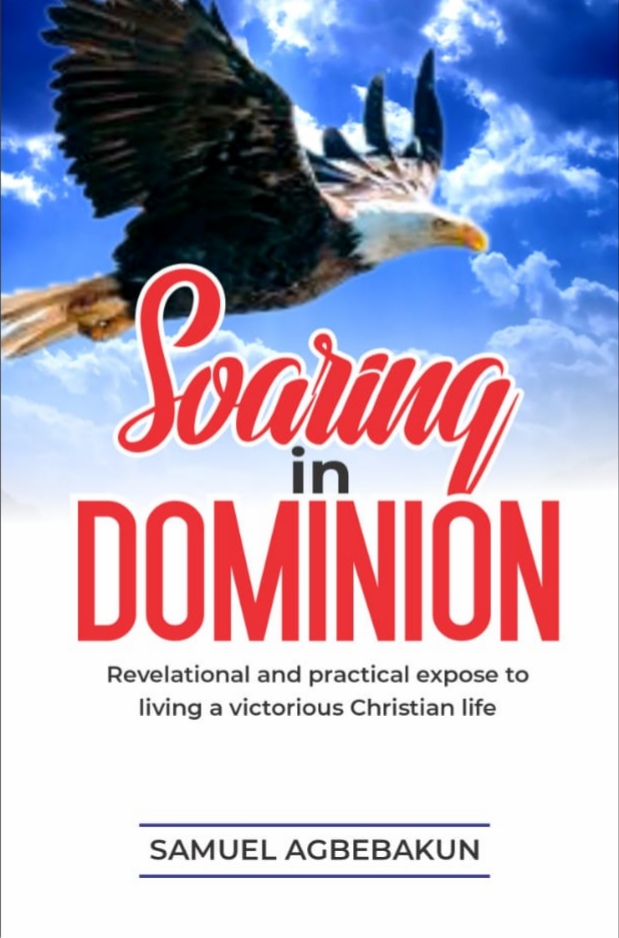 Soaring
in
DOMINION
Revelational and practical expose to
living a victorious Christian life
SAMUEL AGBEBAKUN